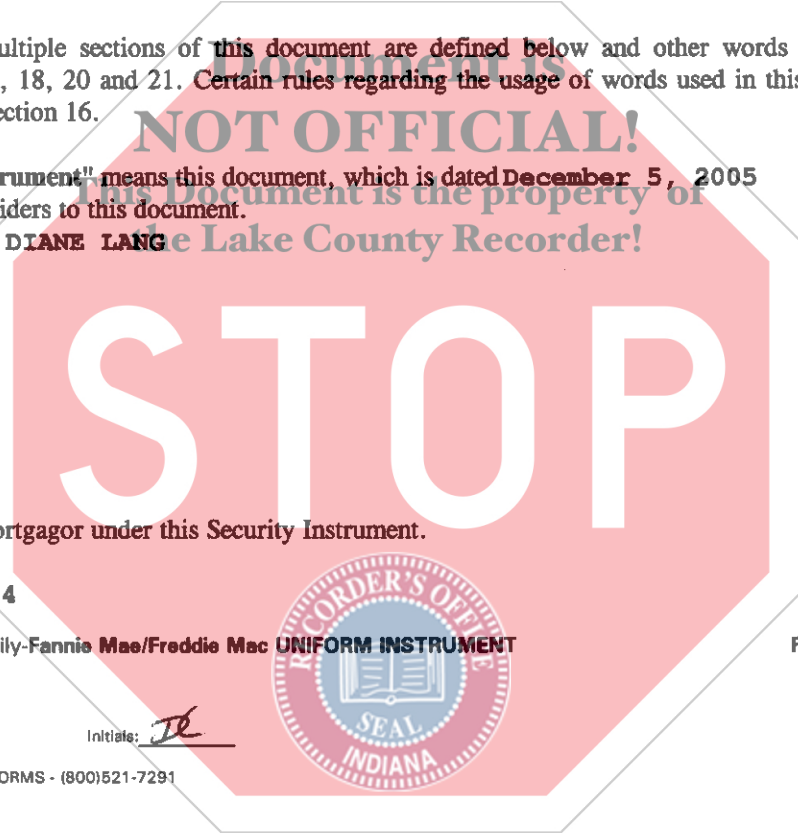 ultiple sections of this document are defined below and other words
, 18, 20 and 21. Certain rules regarding the usage of words used in this
ection 16.
Document is
NOT OFFICIAL!
This Document is the property of
the Lake County Recorder!
rument" means this document, which is dated December 5, 2005
iders to this document.
DIANE LANG
STOP
ortgagor under this Security Instrument.
4
ily-Fannie Mae/Freddie Mac UNIFORM INSTRUMENT
F
RECORDER'S OFFICE
SEAL
INDIANA
Initials: DL
ORMS - (800)521-7291